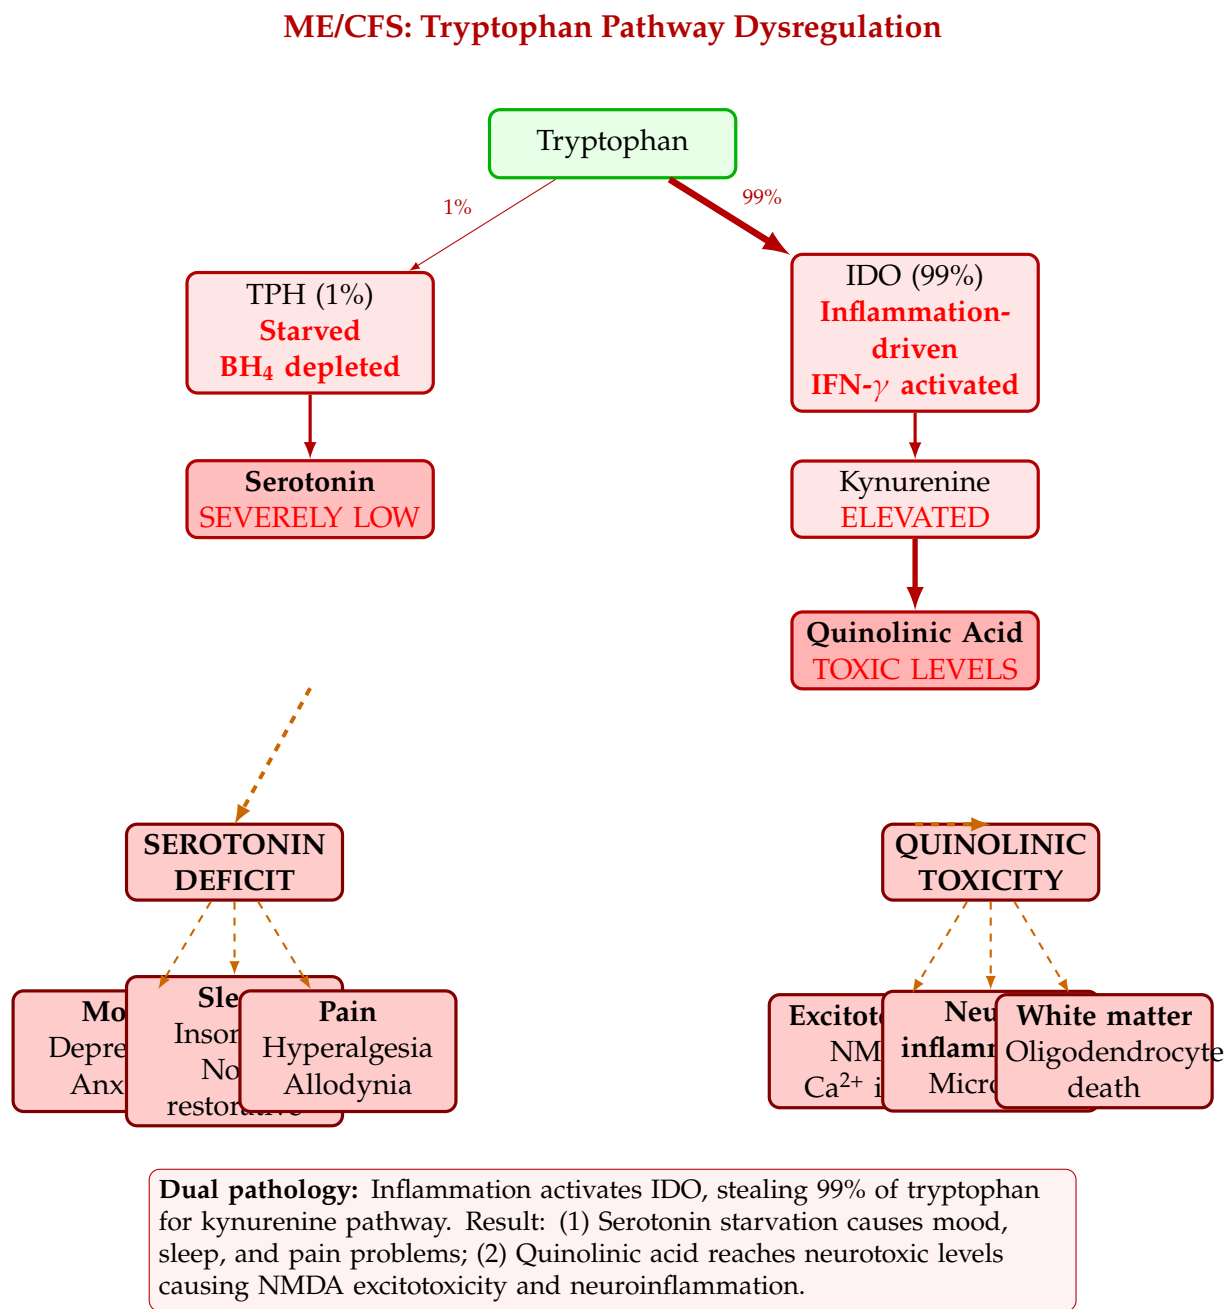 ME/CFS: Tryptophan Pathway Dysregulation
Tryptophan
1%
99%
TPH (1%)
Starved
BH₄ depleted
IDO (99%)
Inflammation-
driven
IFN-γ activated
Serotonin
SEVERELY LOW
Kynurenine
ELEVATED
Quinolinic Acid
TOXIC LEVELS
SEROTONIN
DEFICIT
QUINOLINIC
TOXICITY
Pain
Hyperalgesia
Allodynia
inflam
Ca²⁺
White matter
Oligodendrocyte
death
Dual pathology: Inflammation activates IDO, stealing 99% of tryptophan
for kynurenine pathway. Result: (1) Serotonin starvation causes mood,
sleep, and pain problems; (2) Quinolinic acid reaches neurotoxic levels
causing NMDA excitotoxicity and neuroinflammation.